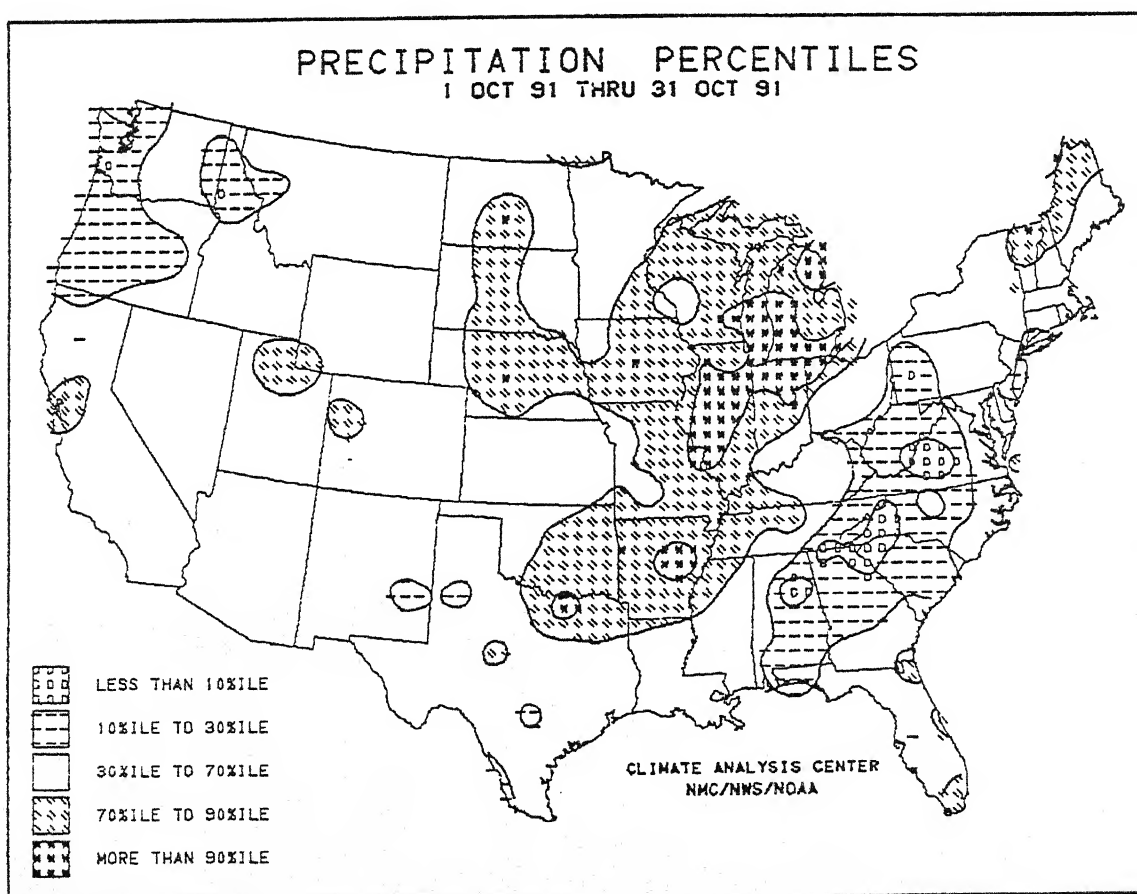 PRECIPITATION PERCENTILES
1 OCT 91 THRU 31 OCT 91
LESS THAN 10%ILE
10%ILE TO 30%ILE
30%ILE TO 70%ILE
70%ILE TO 90%ILE
MORE THAN 90%ILE
CLIMATE ANALYSIS CENTER
NMC/NWS/NOAA